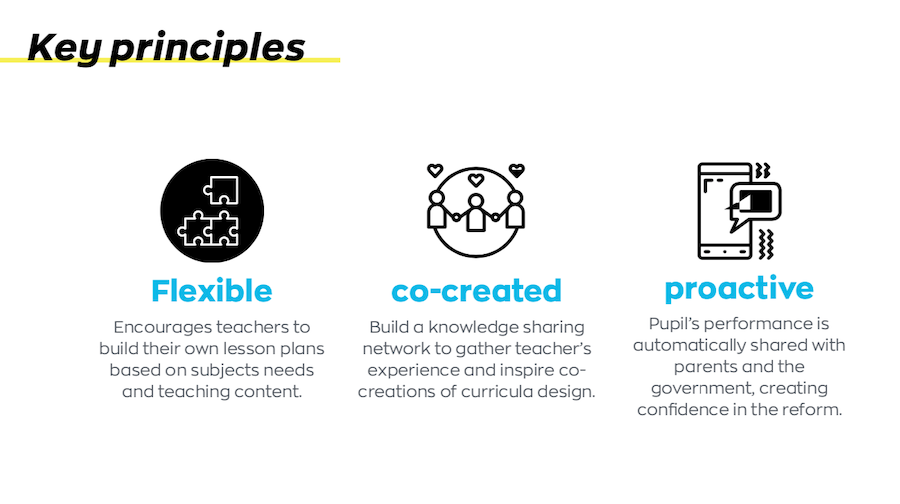 Key principles
Flexible
Encourages teachers to
build their own lesson plans
based on subjects needs
and teaching content.
co-created
Build a knowledge sharing
network to gather teacher's
experience and inspire co-
creations of curricula design.
proactive
Pupil's performance is
automatically shared with
parents and the
government, creating
confidence in the reform.